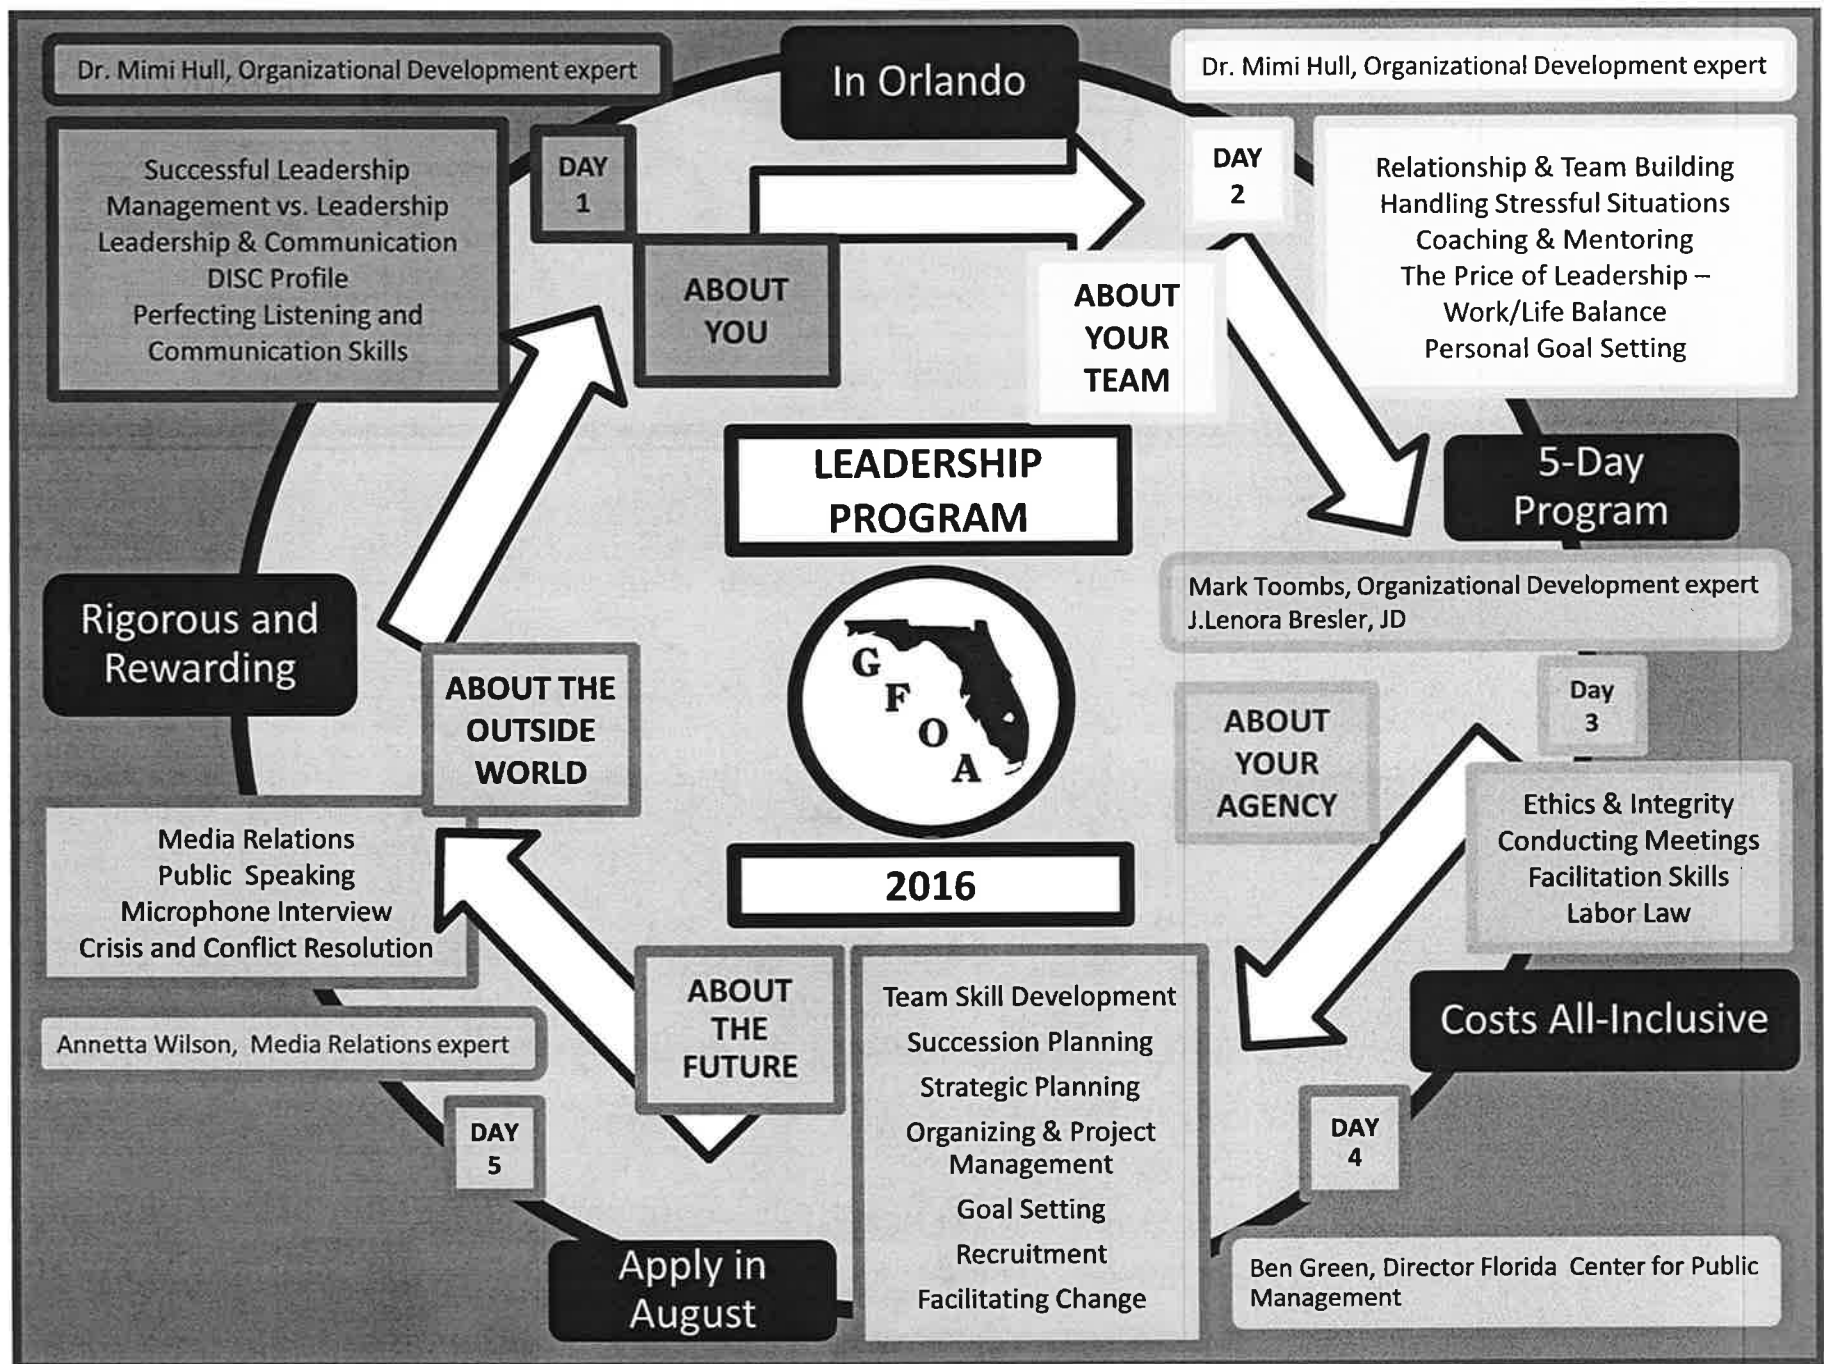 In Orlando
Dr. Mimi Hull, Organizational Development expert
DAY
1
ABOUT
YOU
Successful Leadership
Management vs. Leadership
Leadership & Communication
DISC Profile
Perfecting Listening and
Communication Skills
Dr. Mimi Hull, Organizational Development expert
DAY
2
ABOUT
YOUR
TEAM
Relationship & Team Building
Handling Stressful Situations
Coaching & Mentoring
The Price of Leadership –
Work/Life Balance
Personal Goal Setting
5-Day
Program
LEADERSHIP
PROGRAM
G
F
O
A
2016
Mark Toombs, Organizational Development expert
J.Lenora Bresler, JD
Day
3
ABOUT
YOUR
AGENCY
Ethics & Integrity
Conducting Meetings
Facilitation Skills
Labor Law
Costs All-Inclusive
DAY
4
Ben Green, Director Florida  Center for Public
Management
ABOUT
THE
FUTURE
Team Skill Development
Succession Planning
Strategic Planning
Organizing & Project
Management
Goal Setting
Recruitment
Facilitating Change
Apply in
August
DAY
5
Annetta Wilson,  Media Relations expert
Media Relations
Public  Speaking
Microphone Interview
Crisis and Conflict Resolution
ABOUT THE
OUTSIDE
WORLD
Rigorous and
Rewarding